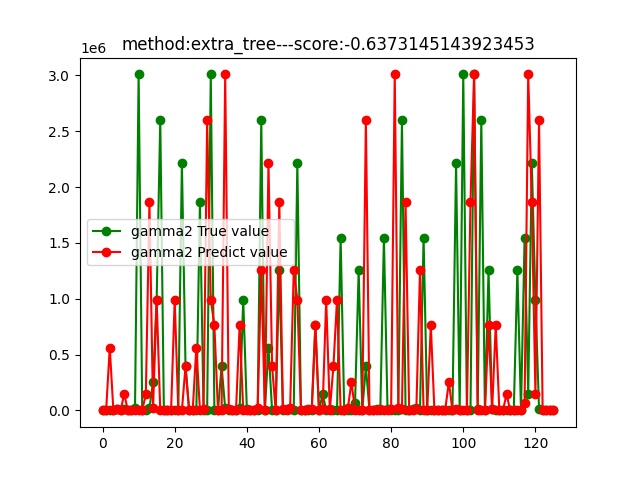 method:extra_tree---score:-0.6373145143923453
1e6
3.0
2.5
2.0
1.5
1.0
0.5
0.0
gamma2 True value
gamma2 Predict value
0 20 40 60 80 100 120